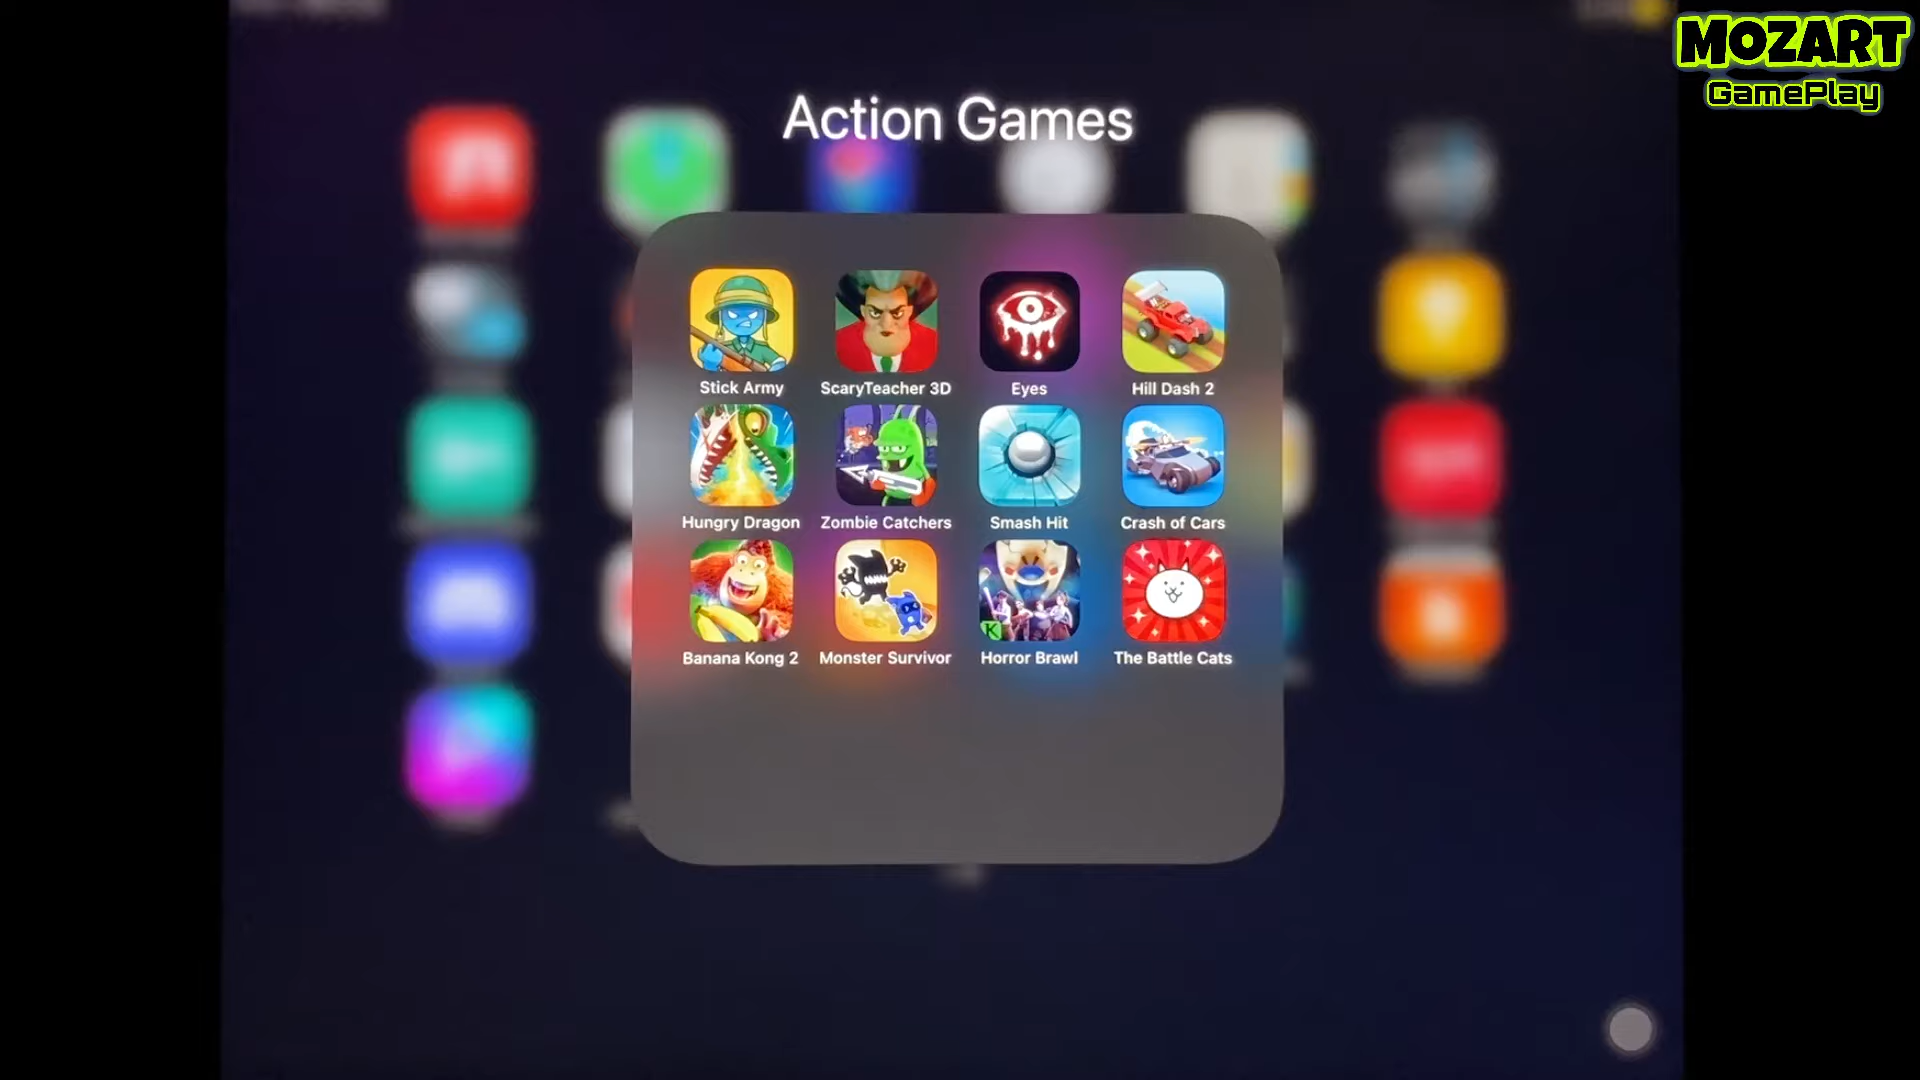 MOZART
GamePlay
Action Games
Stick Army
ScaryTeacher 3D
Eyes
Hill Dash 2
Hungry Dragon
Zombie Catchers
Smash Hit
Crash of Cars
Banana Kong 2
Monster Survivor
Horror Brawl
The Battle Cats
K